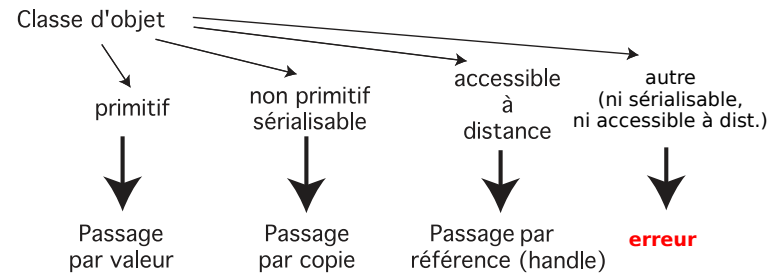 Classe d'objet
primitif
non primitif
sérialisable
accessible
à
distance
autre
(ni sérialisable,
ni accessible à dist.)
Passage
par valeur
Passage
par copie
Passage par
référence (handle)
erreur